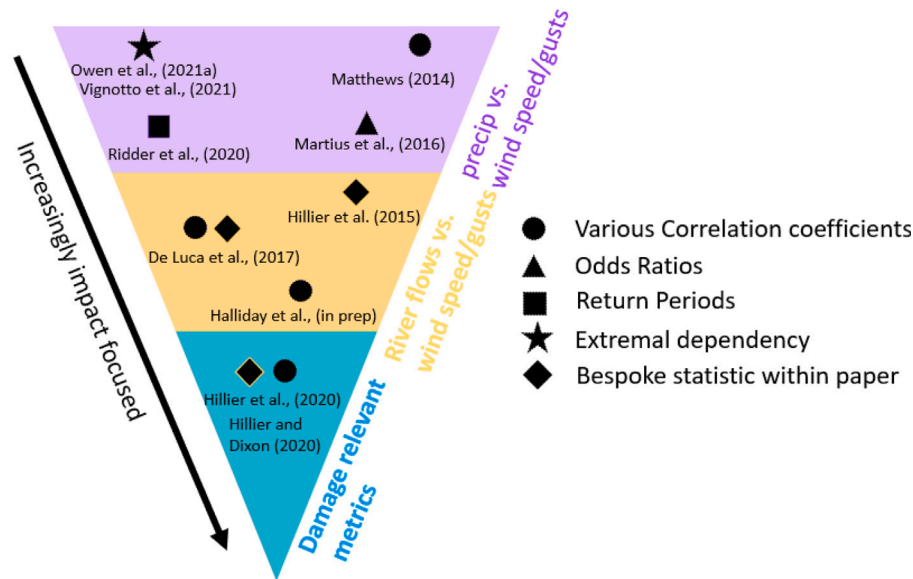 Owen et al., (2021a)
Vignotto et al., (2021)
Matthews (2014)
Ridder et al., (2020)
Martius et al., (2016)
precip vs.
wind speed/gusts
Hillier et al. (2015)
De Luca et al., (2017)
Halliday et al., (in prep)
River flows vs.
wind speed/gusts
Hillier et al., (2020)
Hillier and
Dixon (2020)
Damage relevant
metrics
Increasingly impact focused
Various Correlation coefficients
Odds Ratios
Return Periods
Extremal dependency
Bespoke statistic within paper